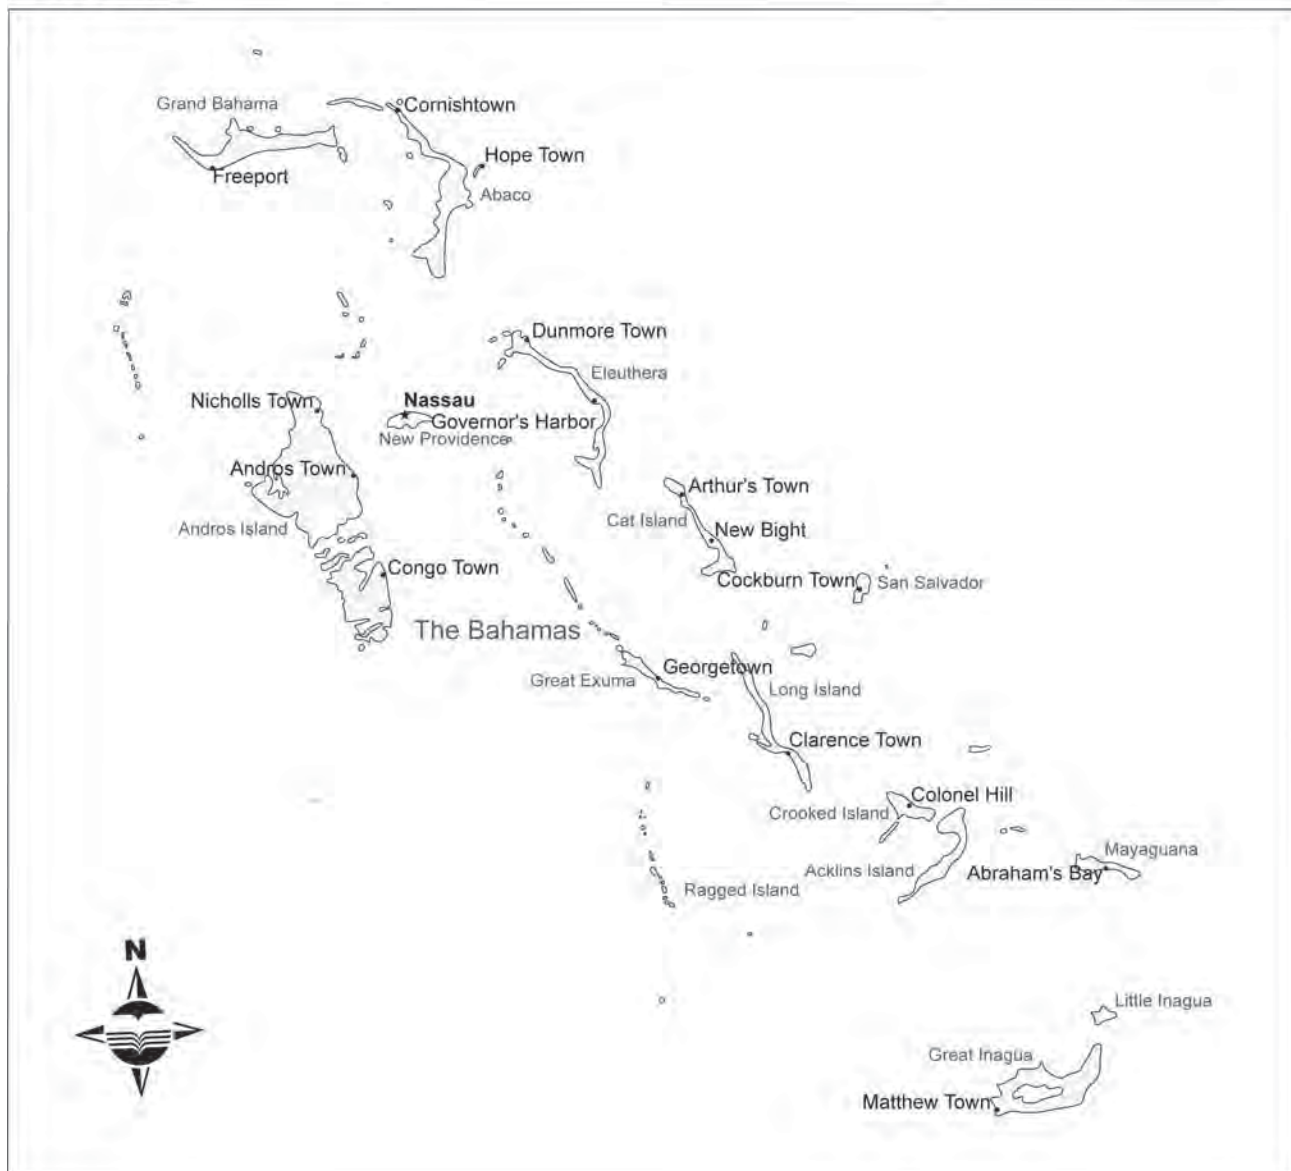 Grand Bahama
Cornishtown
Hope Town
Freeport
Abaco
Dunmore Town
Eleuthera
Nicholls Town
Nassau
Governor's Harbor
New Providence
Andros Town
Arthur's Town
Cat Island
Andros Island
New Bight
Congo Town
Cockburn Town
San Salvador
The Bahamas
Georgetown
Great Exuma
Long Island
Clarence Town
Colonel Hill
Crooked Island
Mayaguana
Acklins Island
Abraham's Bay
Ragged Island
N
Little Inagua
Great Inagua
Matthew Town